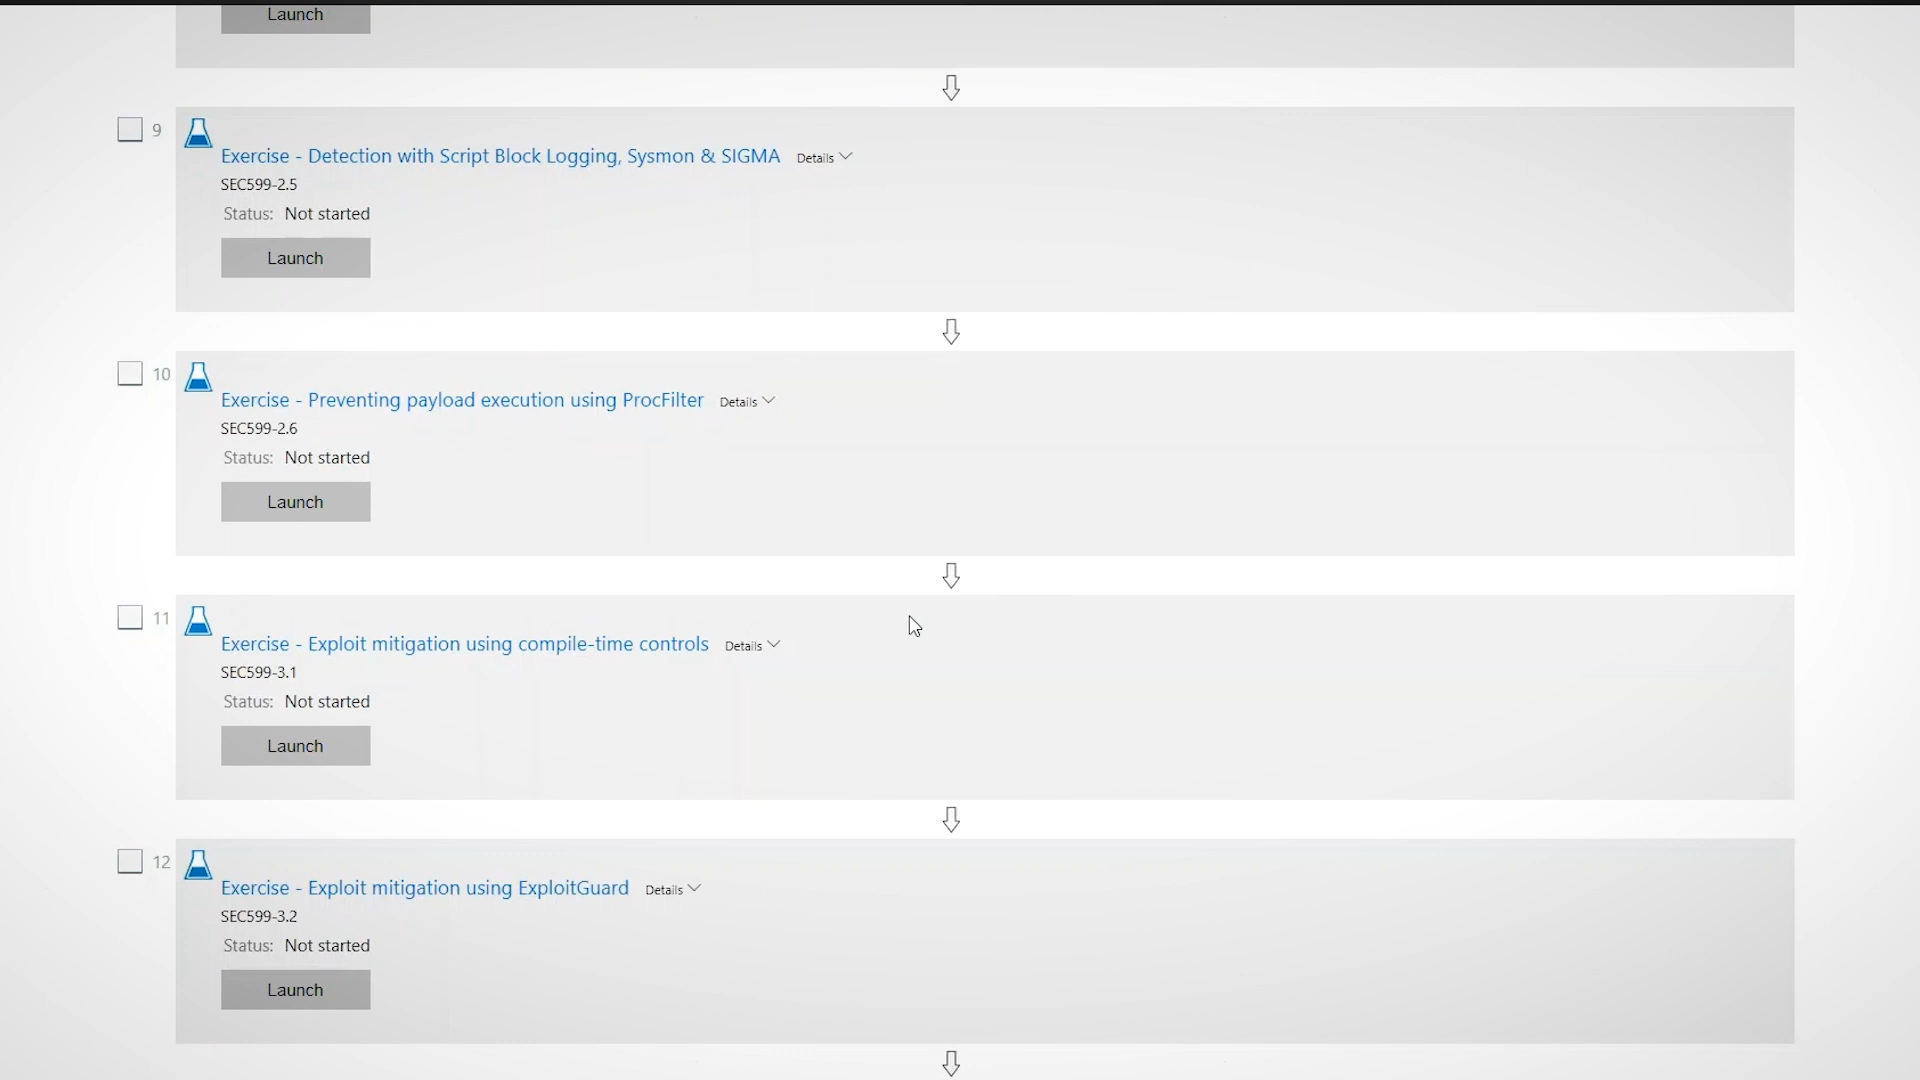 Launch
9
Exercise - Detection with Script Block Logging, Sysmon & SIGMA Details
SEC599-2.5
Status: Not started
Launch
10
Exercise - Preventing payload execution using ProcFilter Details
SEC599-2.6
Status: Not started
Launch
11
Exercise - Exploit mitigation using compile-time controls Details
SEC599-3.1
Status: Not started
Launch
12
Exercise - Exploit mitigation using ExploitGuard Details
SEC599-3.2
Status: Not started
Launch